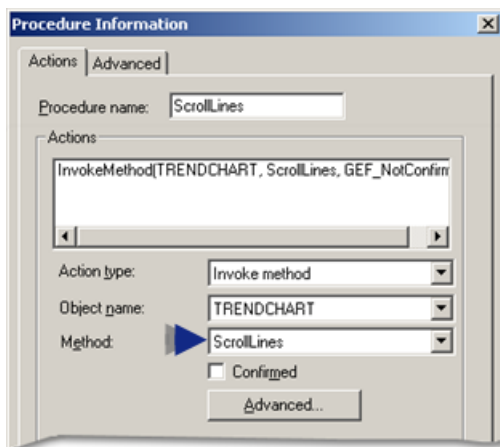 Procedure Information
Actions Advanced
Procedure name: ScrollLines
Actions
InvokeMethod(TRENDCHART, ScrollLines, GEF_NotConfirm
Action type: Invoke method
Object name: TRENDCHART
Method: ScrollLines
Confirmed
Advanced...